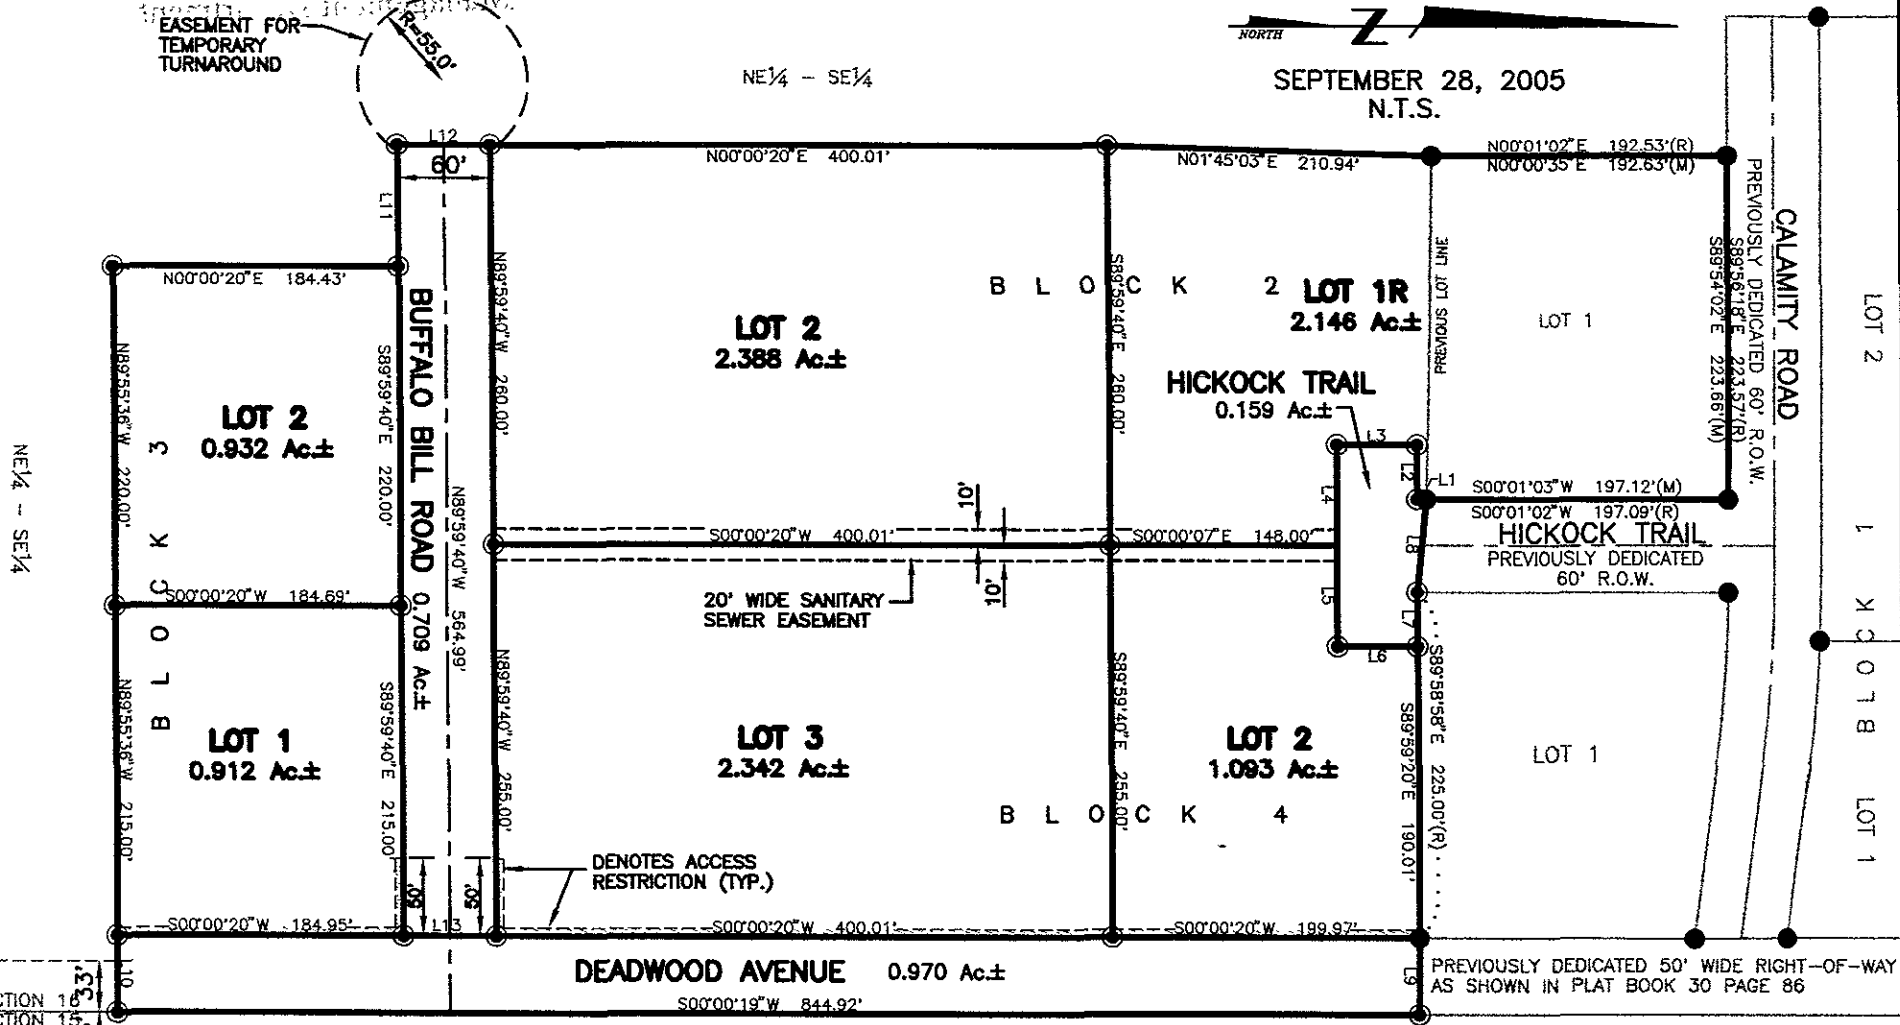 EASEMENT FOR
TEMPORARY
TURNAROUND
R=55.0'
NE1/4 - SE1/4
NORTH
Z
SEPTEMBER 28, 2005
N.T.S.
L12
60'
N00°00'20"E 400.01'
N01°45'03"E 210.94'
N00°01'02"E 192.53'(R)
N00°00'35"E 192.63'(M)
L11
N00°00'20"E 184.43'
N89°55'36"W 220.00'
LOT 2
0.932 Ac.±
S89°59'40"E 220.00'
BUFFALO BILL ROAD 0.709 Ac.±
N89°59'40"W 564.99'
N89°59'40"W 260.00'
LOT 2
2.388 Ac.±
BLOCK 2
S89°59'40"E 260.00'
LOT 1R
2.146 Ac.±
PREVIOUS LOT LINE
LOT 1
S89°56'18"E 223.57'(R)
S89°54'02"E 223.66'(M)
PREVIOUSLY DEDICATED 60' R.O.W.
CALAMITY ROAD
LOT 2
HICKOCK TRAIL
0.159 Ac.±
L3
L2
L1
L4
S00°01'03"W 197.12'(M)
S00°01'02"W 197.09'(R)
HICKOCK TRAIL
PREVIOUSLY DEDICATED
60' R.O.W.
L8
NE1/4 - SE1/4
BLOCK 3
10'
S00°00'20"W 400.01'
S00°00'07"E 148.00'
10'
20' WIDE SANITARY
SEWER EASEMENT
L5
L7
L6
S00°00'20"W 184.69'
N89°55'36"W 215.00'
LOT 1
0.912 Ac.±
S89°59'40"E 215.00'
N89°59'40"W 255.00'
LOT 3
2.342 Ac.±
S89°59'40"E 255.00'
LOT 2
1.093 Ac.±
BLOCK 4
S89°58'58"E 225.00'(R)
S89°59'20"E 190.01'
LOT 1
BLOCK 1
LOT 1
DENOTES ACCESS
RESTRICTION (TYP.)
50'
50'
S00°00'20"W 184.95'
L13
S00°00'20"W 400.01'
S00°00'20"W 199.97'
L10
33'
DEADWOOD AVENUE 0.970 Ac.±
S00°00'19"W 844.92'
L9
PREVIOUSLY DEDICATED 50' WIDE RIGHT-OF-WAY
AS SHOWN IN PLAT BOOK 30 PAGE 86
CTION 16
CTION 15